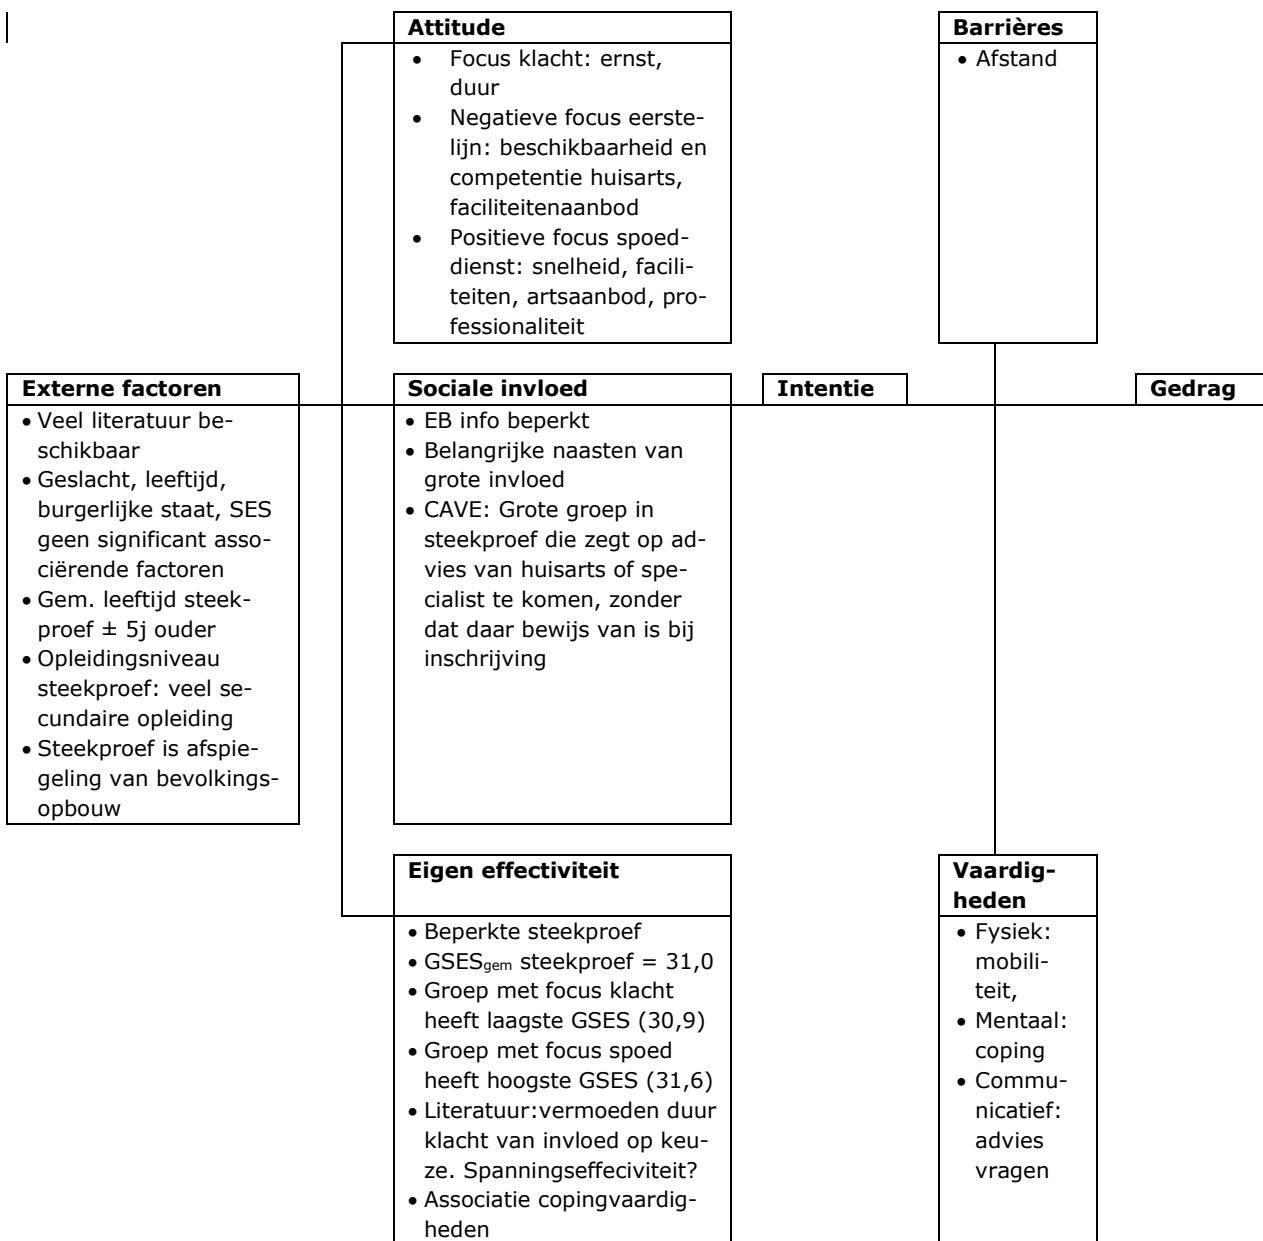 Attitude
• Focus klacht: ernst,
duur
• Negatieve focus eerste-
lijn: beschikbaarheid en
competentie huisarts,
faciliteitenaanbod
• Positieve focus spoed-
dienst: snelheid, facili-
teiten, artsaanbod, pro-
fessionaliteit
Barrières
• Afstand
Externe factoren
• Veel literatuur be-
schikbaar
• Geslacht, leeftijd,
burgerlijke staat, SES
geen significant asso-
ciërende factoren
• Gem. leeftijd steek-
proef ± 5j ouder
• Opleidingsniveau
steekproef: veel se-
cundaire opleiding
• Steekproef is afspie-
geling van bevolkings-
opbouw
Sociale invloed
• EB info beperkt
• Belangrijke naasten van
grote invloed
• CAVE: Grote groep in
steekproef die zegt op ad-
vies van huisarts of spe-
cialist te komen, zonder
dat daar bewijs van is bij
inschrijving
Intentie
Gedrag
Eigen effectiviteit
• Beperkte steekproef
• GSESgem steekproef = 31,0
• Groep met focus klacht
heeft laagste GSES (30,9)
• Groep met focus spoed
heeft hoogste GSES (31,6)
• Literatuur:vermoeden duur
klacht van invloed op keu-
ze. Spanningseffeciviteit?
• Associatie copingvaardig-
heden
Vaardig-
heden
• Fysiek:
mobili-
teit,
• Mentaal:
coping
• Commu-
nicatief:
advies
vragen